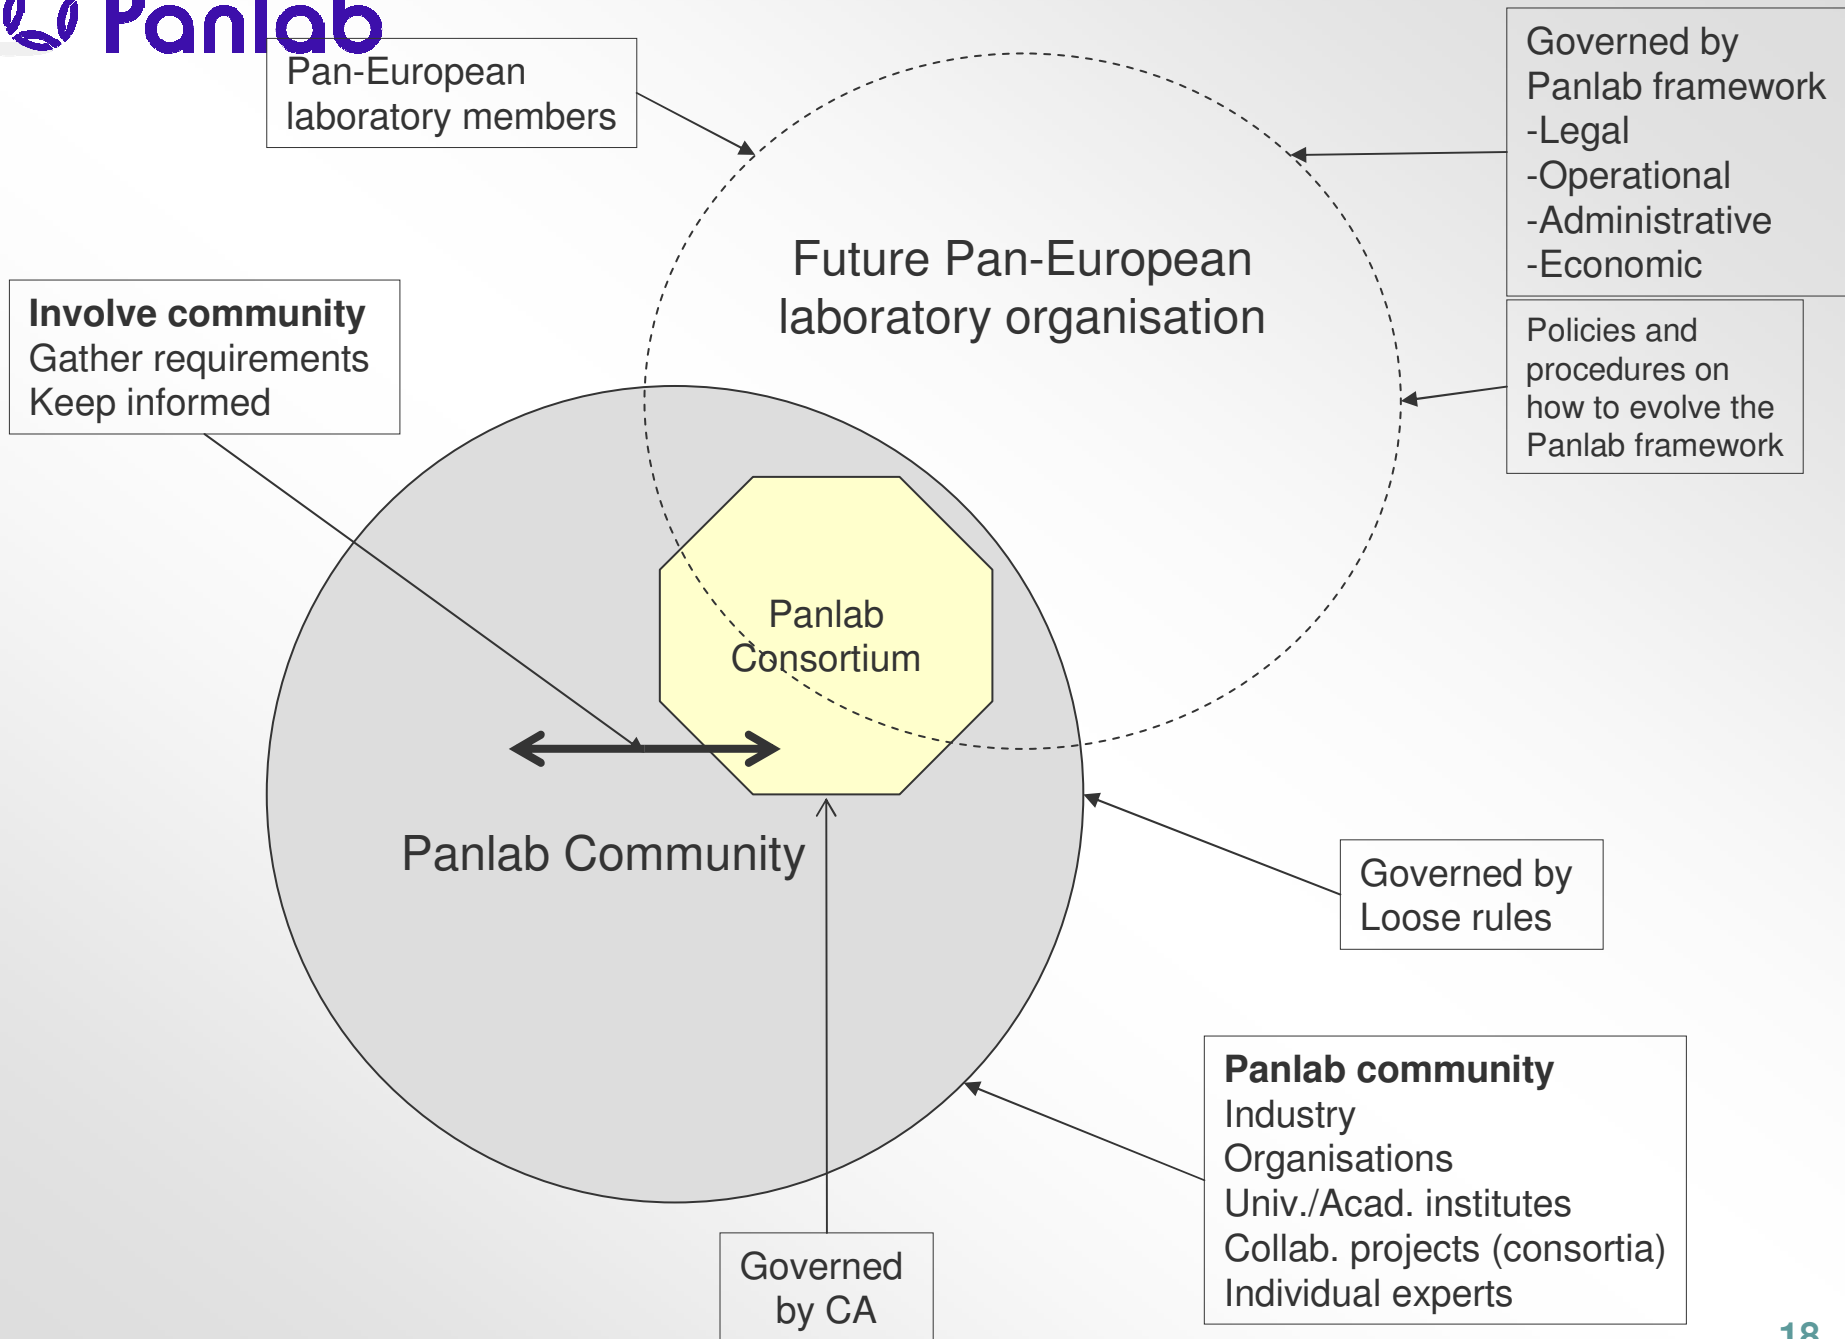 Panlab
Pan-European
laboratory members
Governed by
Panlab framework
-Legal
-Operational
-Administrative
-Economic
Future Pan-European
laboratory organisation
Involve community
Gather requirements
Keep informed
Policies and
procedures on
how to evolve the
Panlab framework
Panlab
Consortium
Panlab Community
Governed by
Loose rules
Panlab community
Industry
Organisations
Univ./Acad. institutes
Collab. projects (consortia)
Individual experts
Governed
by CA
18